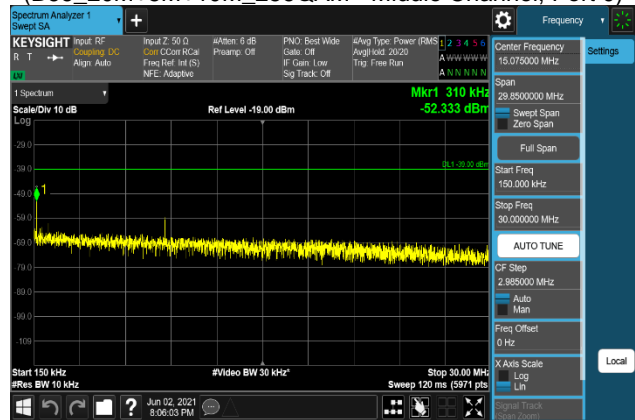 Spectrum Analyzer 1
Swept SA
Frequency
KEYSIGHT
R T
Input: RF
Coupling: DC
Align: Auto
Input Z: 50 Ω
Corr CCorr RCal
Freq Ref: Int (S)
NFE: Adaptive
#Atten: 6 dB
Preamp: Off
PNO: Best Wide
Gate: Off
IF Gain: Low
Sig Track: Off
#Avg Type: Power (RMS
Avg|Hold: 20/20
Trig: Free Run
1 2 3 4 5 6
A W W W W W
A N N N N N
LW
1 Spectrum
Scale/Div 10 dB
Log
Ref Level -19.00 dBm
Mkr1 310 kHz
-52.333 dBm
-29.0
-39.0
-49.0
-59.0
-69.0
-79.0
-89.0
-99.0
-109
DL1 -39.00 dBm
1
Start 150 kHz
#Res BW 10 kHz
#Video BW 30 kHz*
Stop 30.00 MHz
Sweep 120 ms (5971 pts
Center Frequency
15.075000 MHz
Span
29.8500000 MHz
Swept Span
Zero Span
Full Span
Start Freq
150.000 kHz
Stop Freq
30.000000 MHz
AUTO TUNE
CF Step
2.985000 MHz
Auto
Man
Freq Offset
0 Hz
X Axis Scale
Log
Lin
Signal Track
(Span Zoom)
Settings
Local
?
Jun 02, 2021
8:06:03 PM